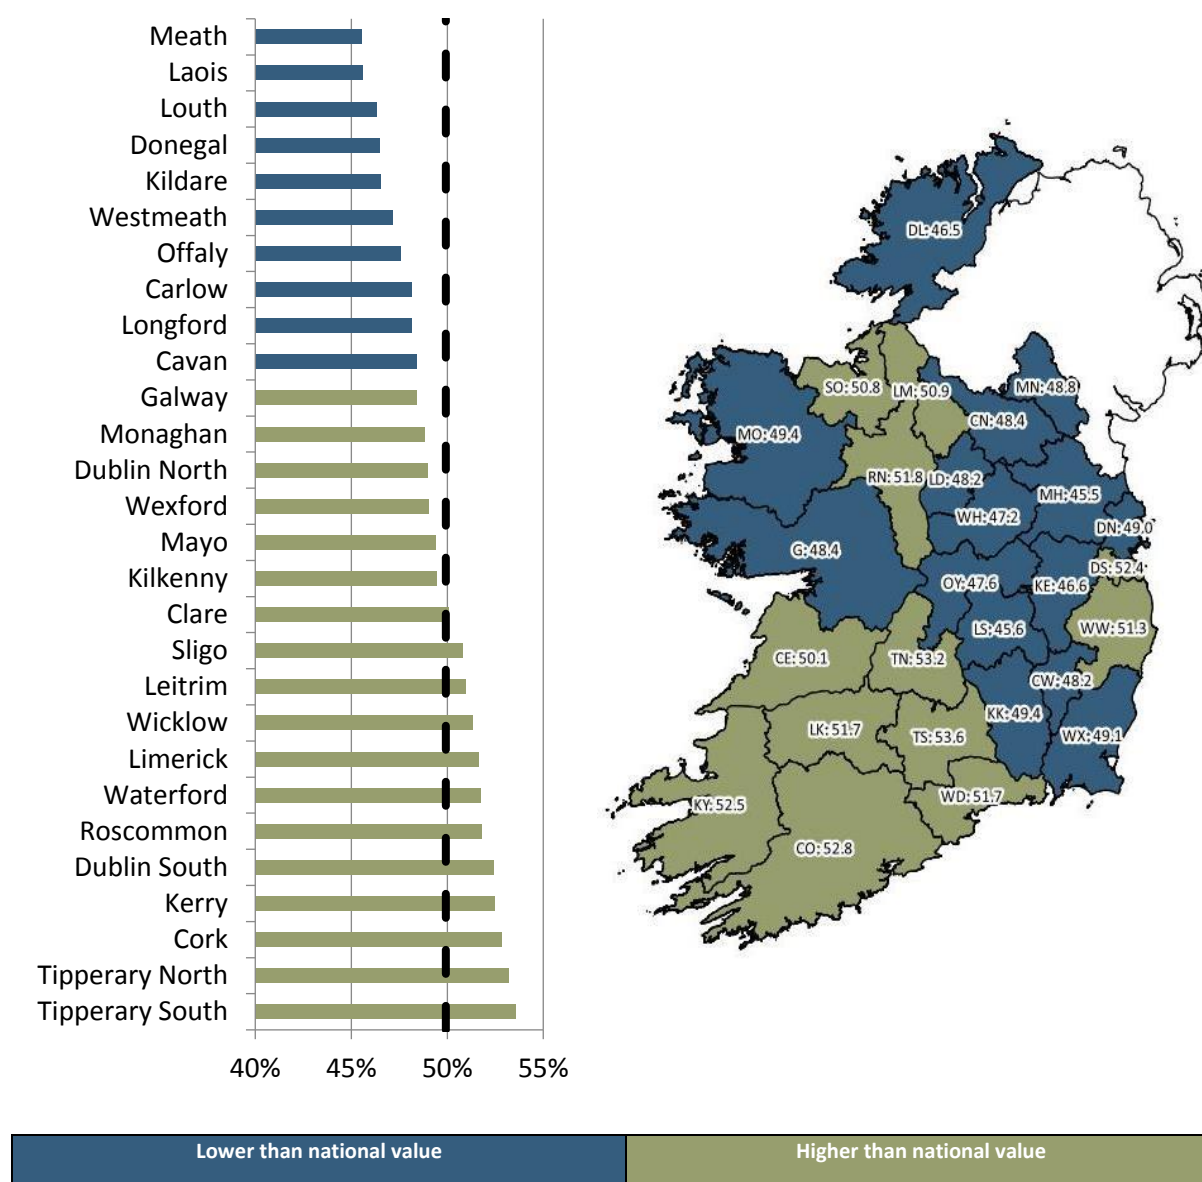 Meath
Laois
Louth
Donegal
Kildare
Westmeath
Offaly
Carlow
Longford
Cavan
Galway
Monaghan
Dublin North
Wexford
Mayo
Kilkenny
Clare
Sligo
Leitrim
Wicklow
Limerick
Waterford
Roscommon
Dublin South
Kerry
Cork
Tipperary North
Tipperary South
40% 45% 50% 55%
DL: 46.5
SO: 50.8
LM: 50.9
MN: 48.8
CN: 48.4
MO: 49.4
RN: 51.8
LD: 48.2
MH: 45.5
WH: 47.2
DN: 49.0
G: 48.4
DS: 52.4
OY: 47.6
KE: 46.6
LS: 45.6
WW: 51.3
CE: 50.1
TN: 53.2
CW: 48.2
KK: 49.4
LK: 51.7
TS: 53.6
WX: 49.1
WD: 51.7
KY: 52.5
CO: 52.8
Lower than national value
Higher than national value